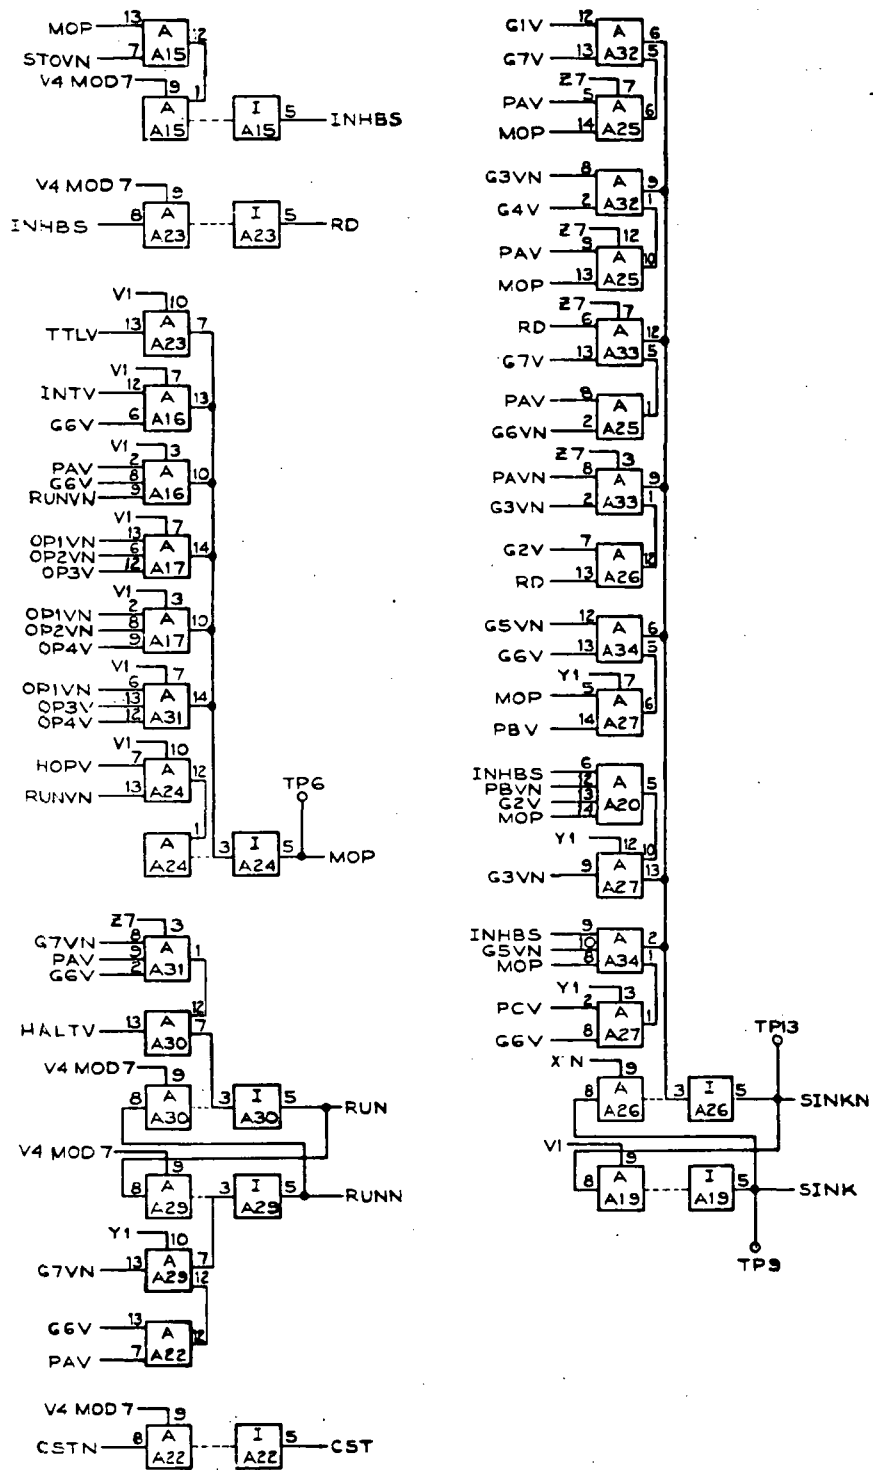 MOP 13 A A15 12
STOVN 7
V4 MOD 7 9 1
A A15 I A15 5 INHBS
V4 MOD 7 9
INHBS 8 A A23 I A23 5 RD
V1 10
TTLV 13 A A23 7
V1 7
INTV 12 A A16 13
G6V 6
V1 3
PAV 2 A A16 10
G6V 8
RUNVN 9
V1 7
OP1VN 13 A A17 14
OP2VN 6
OP3V 12
V1 3
OP1VN 2 A A17 10
OP2VN 8
OP4V 9
V1 7
OP1VN 6 A A31 14
OP3V 13
OP4V 12
V1 10
HOPV 7 A A24 12
RUNVN 13
TP6
A A24 1 3 I A24 5 MOP
Z7 3
G7VN 8 A A31 1
PAV 9
G6V 2
HALTV 13 A A30 12
7
V4 MOD 7 9
8 A A30 3 I A30 5 RUN
V4 MOD 7 9
8 A A29 3 I A29 5 RUNN
Y1 10
G7VN 13 A A29 7
12
G6V 13 A A22 12
PAV 7
V4 MOD 7 9
CSTN 8 A A22 I A22 5 CST
G1V 12 A A32 6
G7V 13 5
Z7 7
PAV 5 A A25 6
MOP 14
G3VN 8 A A32 9
G4V 2 1
Z7 12
PAV 9 A A25 10
MOP 13
Z7 7
RD 6 A A33 12
G7V 13 5
PAV 8 A A25 1
G6VN 2
Z7 3
PAVN 8 A A33 9
G3VN 2 1
G2V 7 A A26 12
RD 13
G5VN 12 A A34 6
G6V 13 5
Y1 7
MOP 5 A A27 6
PBV 14
INHBS 6 A A20 5
PBVN 12
G2V 13
MOP 14
Y1 12 10
G3VN 9 A A27 13
INHBS 9 A A34 2
G5VN 10 1
MOP 8
Y1 3
PCV 2 A A27 1
G6V 8
TP13
9
8 A A26 3 I A26 5 SINKN
V1 9
8 A A19 I A19 5 SINK
TP9